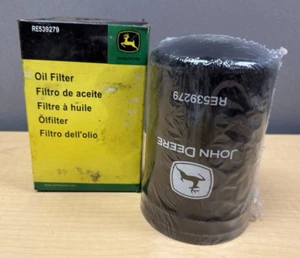 RE539279
Oil Filter
Filtro de aceite
Filtre à huile
Ölfilter
Filtro dell'olio
RE539279
JOHN DEERE